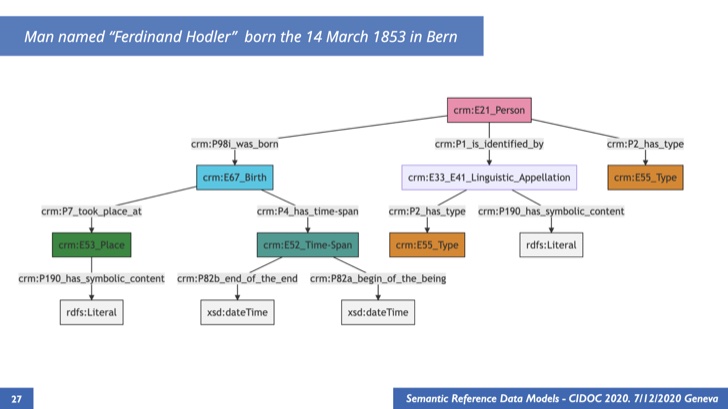 Man named “Ferdinand Hodler” born the 14 March 1853 in Bern
crm:E21_Person
crm:P98i_was_born
crm:P1_is_identified_by
crm:P2_has_type
crm:E67_Birth
crm:E33_E41_Linguistic_Appellation
crm:E55_Type
crm:P7_took_place_at
crm:P4_has_time-span
crm:P2_has_type
crm:P190_has_symbolic_content
crm:E53_Place
crm:E52_Time-Span
crm:E55_Type
rdfs:Literal
crm:P190_has_symbolic_content
crm:P82b_end_of_the_end
crm:P82a_begin_of_the_being
rdfs:Literal
xsd:dateTime
xsd:dateTime
27
Semantic Reference Data Models - CIDOC 2020. 7/12/2020 Geneva